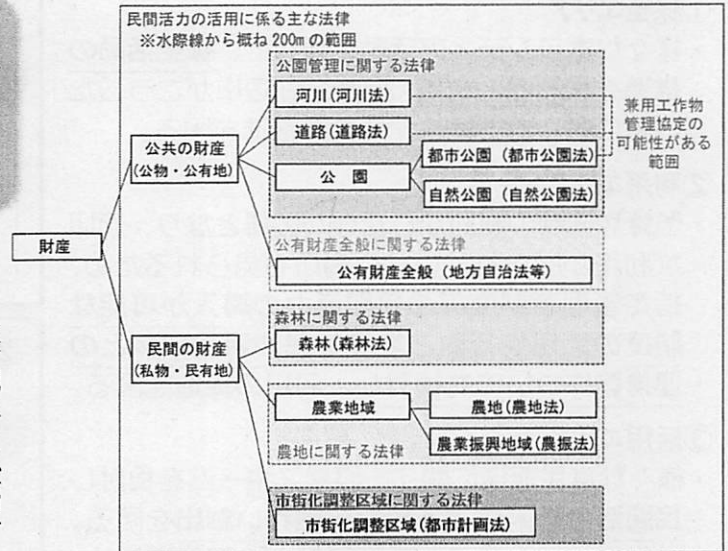 民間活力の活用に係る主な法律
※水際線から概ね200mの範囲
公園管理に関する法律
河川(河川法)
道路(道路法)
公園
都市公園(都市公園法)
自然公園(自然公園法)
兼用工作物
管理協定の
可能性がある
範囲
公共の財産
(公物・公有地)
公有財産全般に関する法律
公有財産全般(地方自治法等)
財産
森林に関する法律
森林(森林法)
民間の財産
(私物・民有地)
農業地域
農地(農地法)
農業振興地域(農振法)
農地に関する法律
市街化調整区域に関する法律
市街化調整区域(都市計画法)